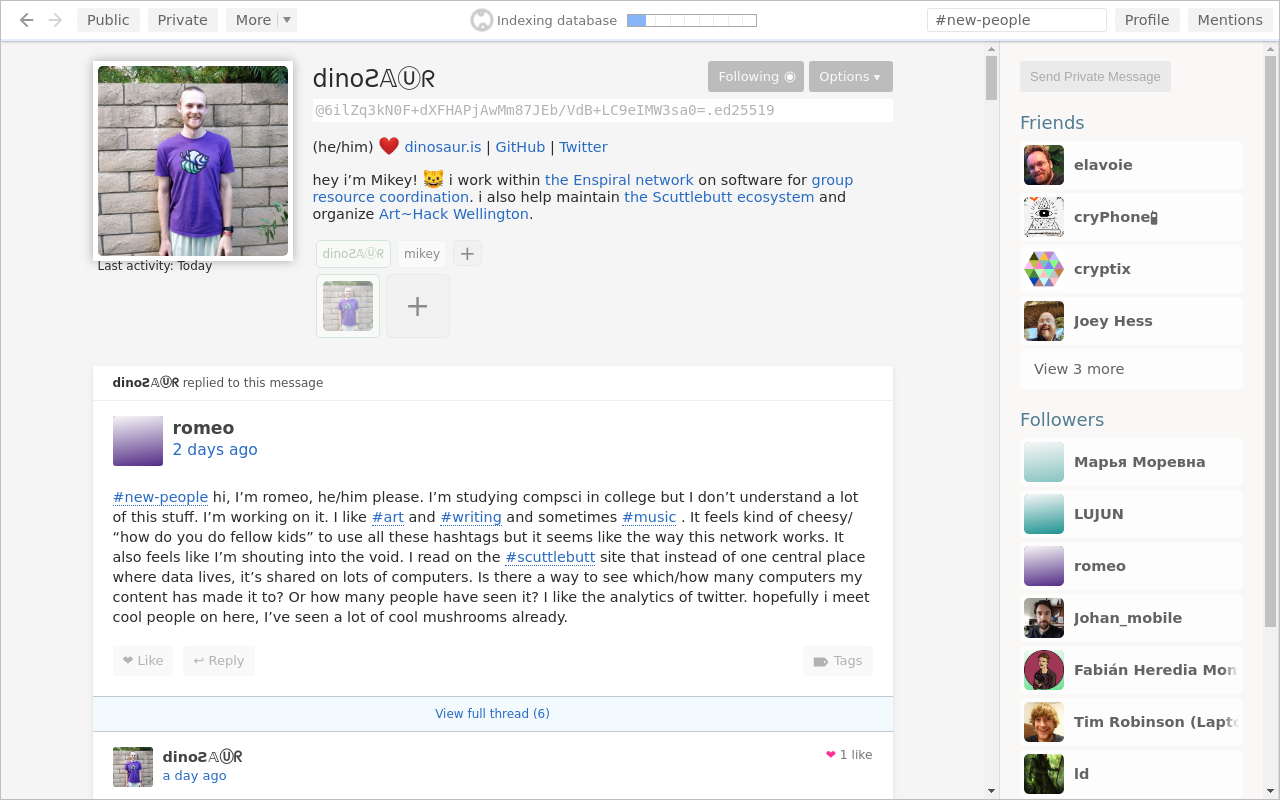 Public Private More Indexing database #new-people Profile Mentions
dinoƧ𝔸ⓊƦ Following Options ▾
@6ilZq3kN0F+dXFHAPjAwMm87JEb/VdB+LC9eIMW3sa0=.ed25519
(he/him) ❤️ dinosaur.is | GitHub | Twitter
hey i’m Mikey! 😺 i work within the Enspiral network on software for group
resource coordination. i also help maintain the Scuttlebutt ecosystem and
organize Art~Hack Wellington.
dinoƧ𝔸ⓊƦ mikey +
Last activity: Today
+
dinoƧ𝔸ⓊƦ replied to this message
romeo
2 days ago
#new-people hi, I’m romeo, he/him please. I’m studying compsci in college but I don’t understand a lot
of this stuff. I’m working on it. I like #art and #writing and sometimes #music . It feels kind of cheesy/
“how do you do fellow kids” to use all these hashtags but it seems like the way this network works. It
also feels like I’m shouting into the void. I read on the #scuttlebutt site that instead of one central place
where data lives, it’s shared on lots of computers. Is there a way to see which/how many computers my
content has made it to? Or how many people have seen it? I like the analytics of twitter. hopefully i meet
cool people on here, I’ve seen a lot of cool mushrooms already.
❤ Like ↩ Reply Tags
View full thread (6)
dinoƧ𝔸ⓊƦ ❤ 1 like
a day ago
Send Private Message
Friends
elavoie
cryPhone📱
cryptix
Joey Hess
View 3 more
Followers
Марья Моревна
LUJUN
romeo
Johan_mobile
Fabián Heredia Mon
Tim Robinson (Lapto
ld